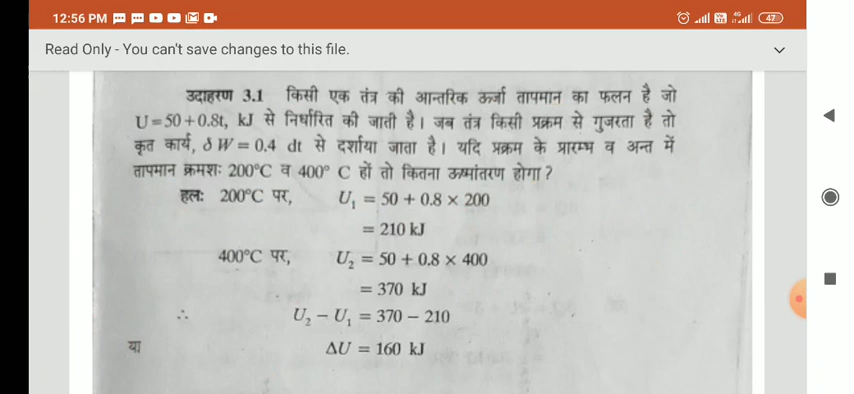 12:56 PM
47
Read Only - You can't save changes to this file.
उदाहरण 3.1 किसी एक तंत्र की आन्तरिक ऊर्जा तापमान का फलन है जो
U=50+0.8t, kJ से निर्धारित की जाती है। जब तंत्र किसी प्रक्रम से गुजरता है तो
कृत कार्य, δ W = 0.4 dt से दर्शाया जाता है। यदि प्रक्रम के प्रारम्भ व अन्त में
तापमान क्रमशः 200°C व 400° C हों तो कितना ऊष्मांतरण होगा ?
हलः 200°C पर, U₁ = 50 + 0.8 × 200
= 210 kJ
400°C पर, U₂ = 50 + 0.8 × 400
= 370 kJ
∴ U₂ − U₁ = 370 − 210
या ΔU = 160 kJ